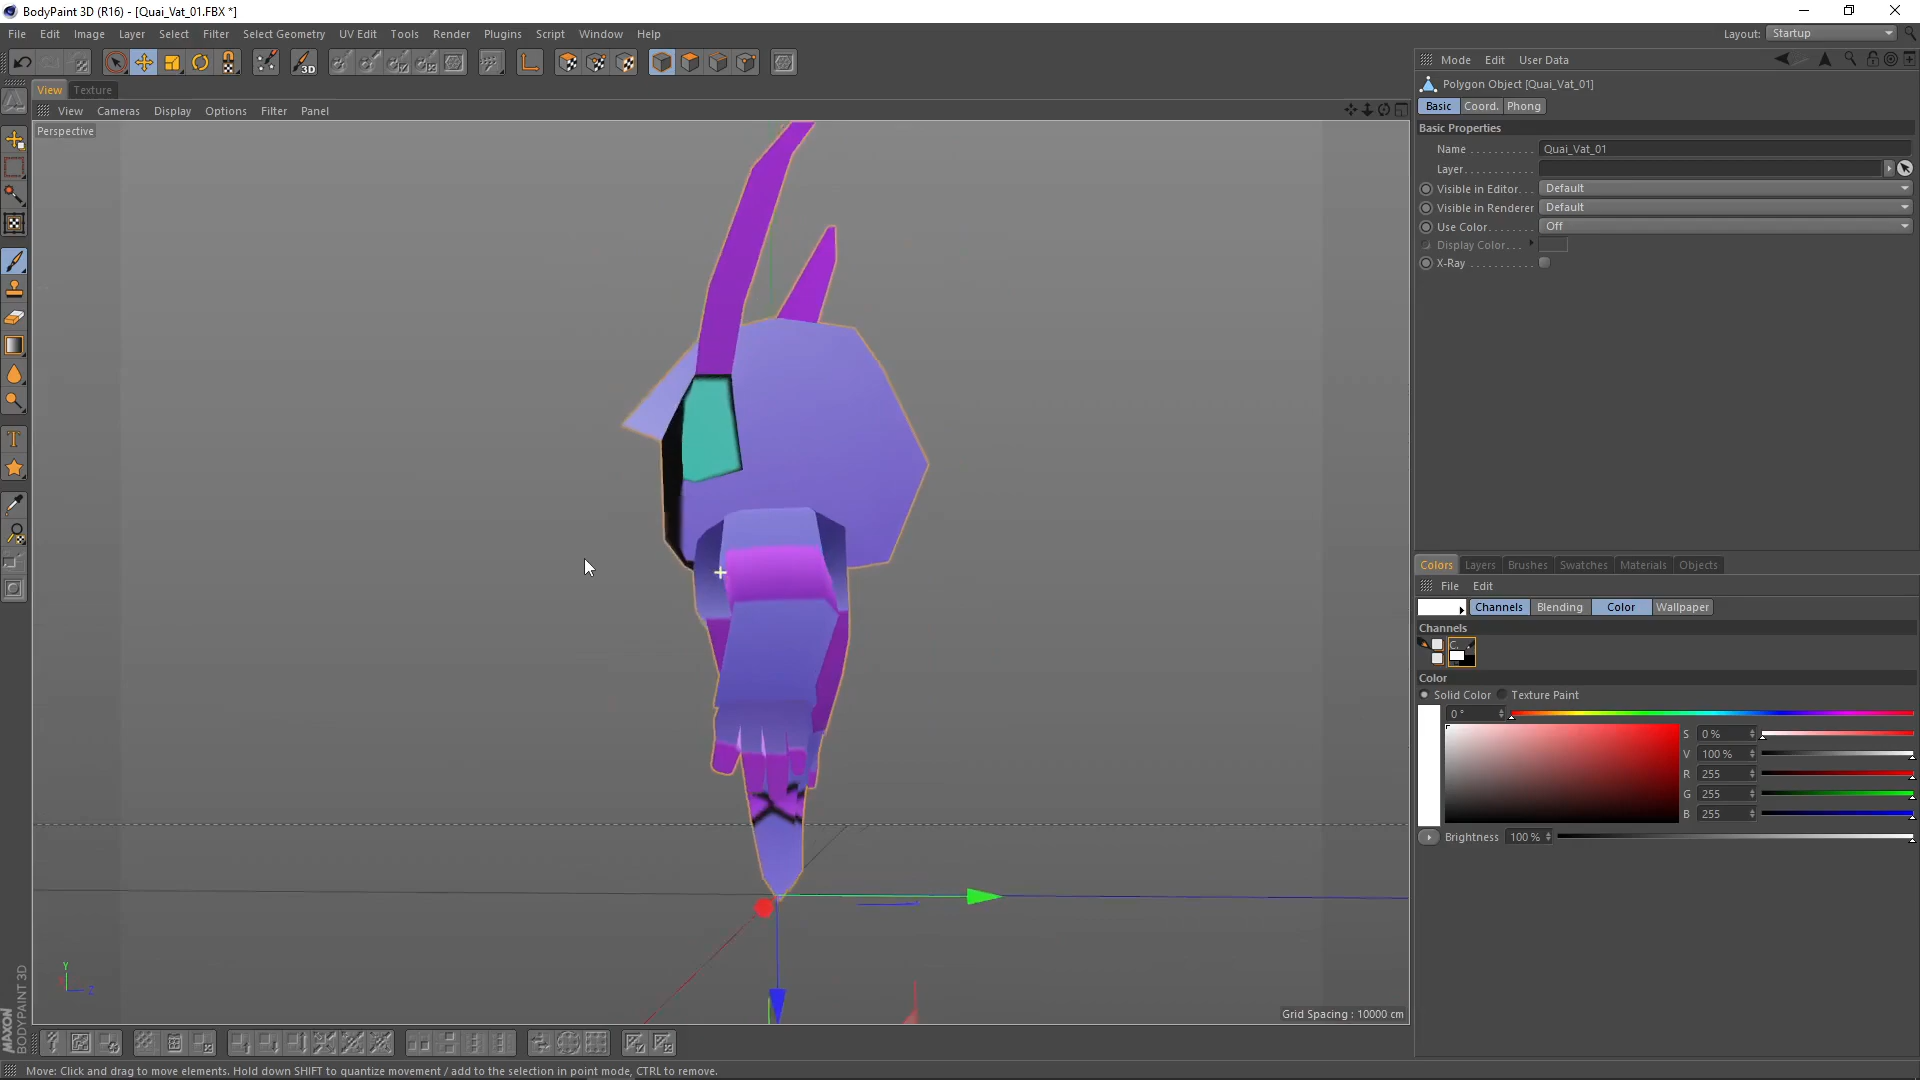 BodyPaint 3D (R16) - [Quai_Vat_01.FBX *]
File Edit Image Layer Select Filter Select Geometry UV Edit Tools Render Plugins Script Window Help
Layout: Startup
3D
View Texture
View Cameras Display Options Filter Panel
Perspective
Mode Edit User Data
Polygon Object [Quai_Vat_01]
Basic Coord. Phong
Basic Properties
Name . . . . . . . . . . . Quai_Vat_01
Layer. . . . . . . . . . . .
Visible in Editor. . . Default
Visible in Renderer Default
Use Color. . . . . . . . Off
Display Color. . .
X-Ray . . . . . . . . . . .
Colors Layers Brushes Swatches Materials Objects
File Edit
Channels Blending Color Wallpaper
Channels
C.
Color
Solid Color Texture Paint
0 °
S 0 %
V 100 %
R 255
G 255
B 255
Brightness 100 %
Y
Z
Grid Spacing : 10000 cm
MAXON
BODYPAINT 3D
Move: Click and drag to move elements. Hold down SHIFT to quantize movement / add to the selection in point mode, CTRL to remove.